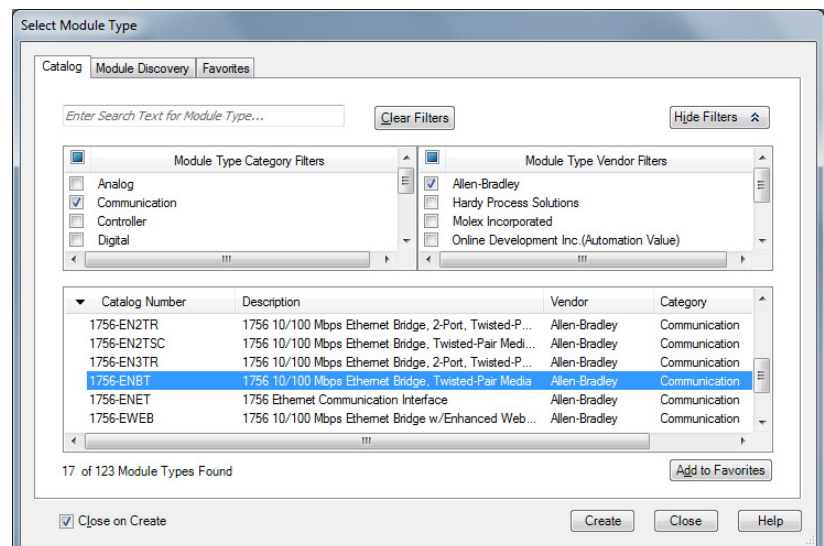 Select Module Type
Catalog Module Discovery Favorites
Enter Search Text for Module Type...
Clear Filters
Hide Filters
Module Type Category Filters
Analog
Communication
Controller
Digital
Module Type Vendor Filters
Allen-Bradley
Hardy Process Solutions
Molex Incorporated
Online Development Inc.(Automation Value)
Catalog Number Description Vendor Category
1756-EN2TR 1756 10/100 Mbps Ethernet Bridge, 2-Port, Twisted-P... Allen-Bradley Communication
1756-EN2TSC 1756 10/100 Mbps Ethernet Bridge, Twisted-Pair Medi... Allen-Bradley Communication
1756-EN3TR 1756 10/100 Mbps Ethernet Bridge, 2-Port, Twisted-P... Allen-Bradley Communication
1756-ENBT 1756 10/100 Mbps Ethernet Bridge, Twisted-Pair Media Allen-Bradley Communication
1756-ENET 1756 Ethernet Communication Interface Allen-Bradley Communication
1756-EWEB 1756 10/100 Mbps Ethernet Bridge w/Enhanced Web... Allen-Bradley Communication
17 of 123 Module Types Found
Add to Favorites
Close on Create
Create Close Help